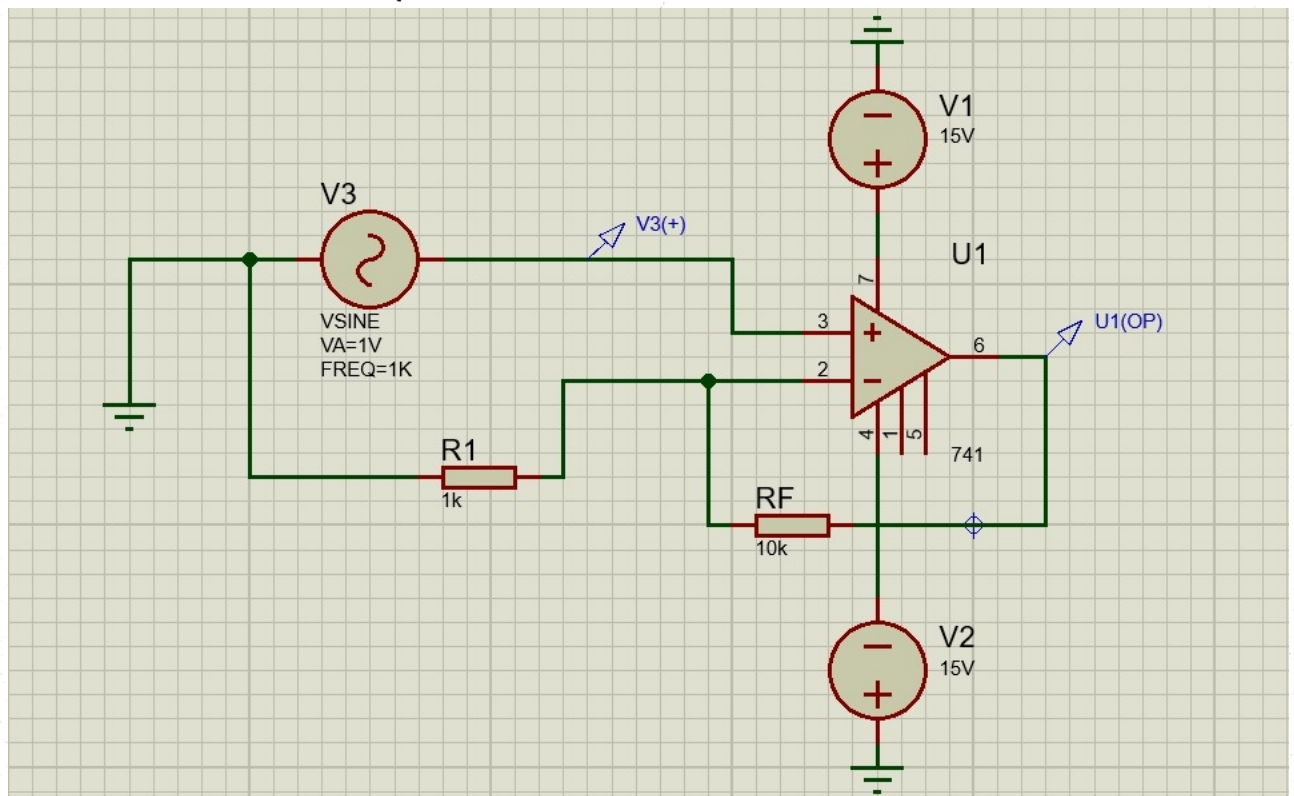 V1
15V
V3
V3(+)
U1
7
VSINE
VA=1V
FREQ=1K
3
+
2
6
U1(OP)
4
1
5
741
R1
1k
RF
10k
V2
15V